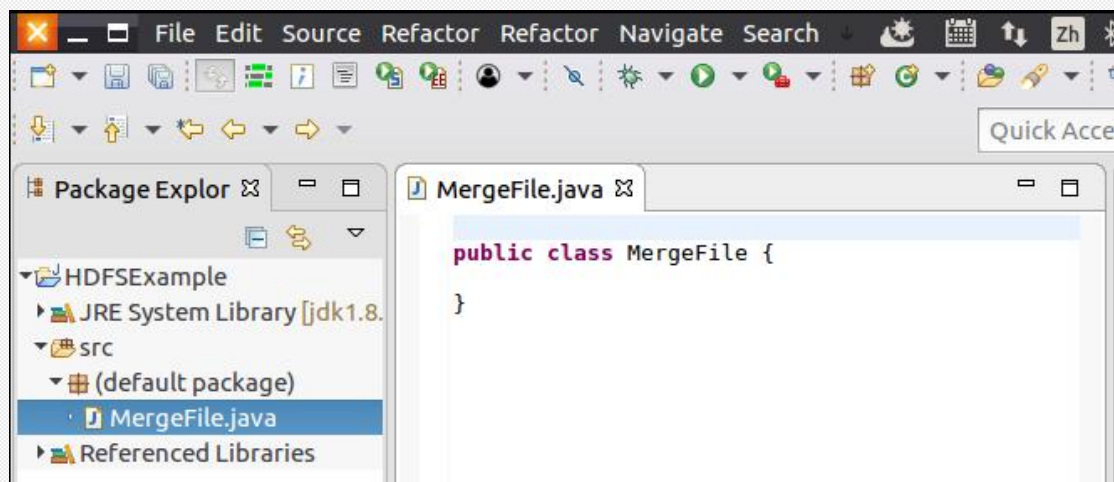 File Edit Source Refactor Refactor Navigate Search Zh
Quick Acce
Package Explor
MergeFile.java
HDFSExample
JRE System Library [jdk1.8.
src
(default package)
MergeFile.java
Referenced Libraries
public class MergeFile {
}